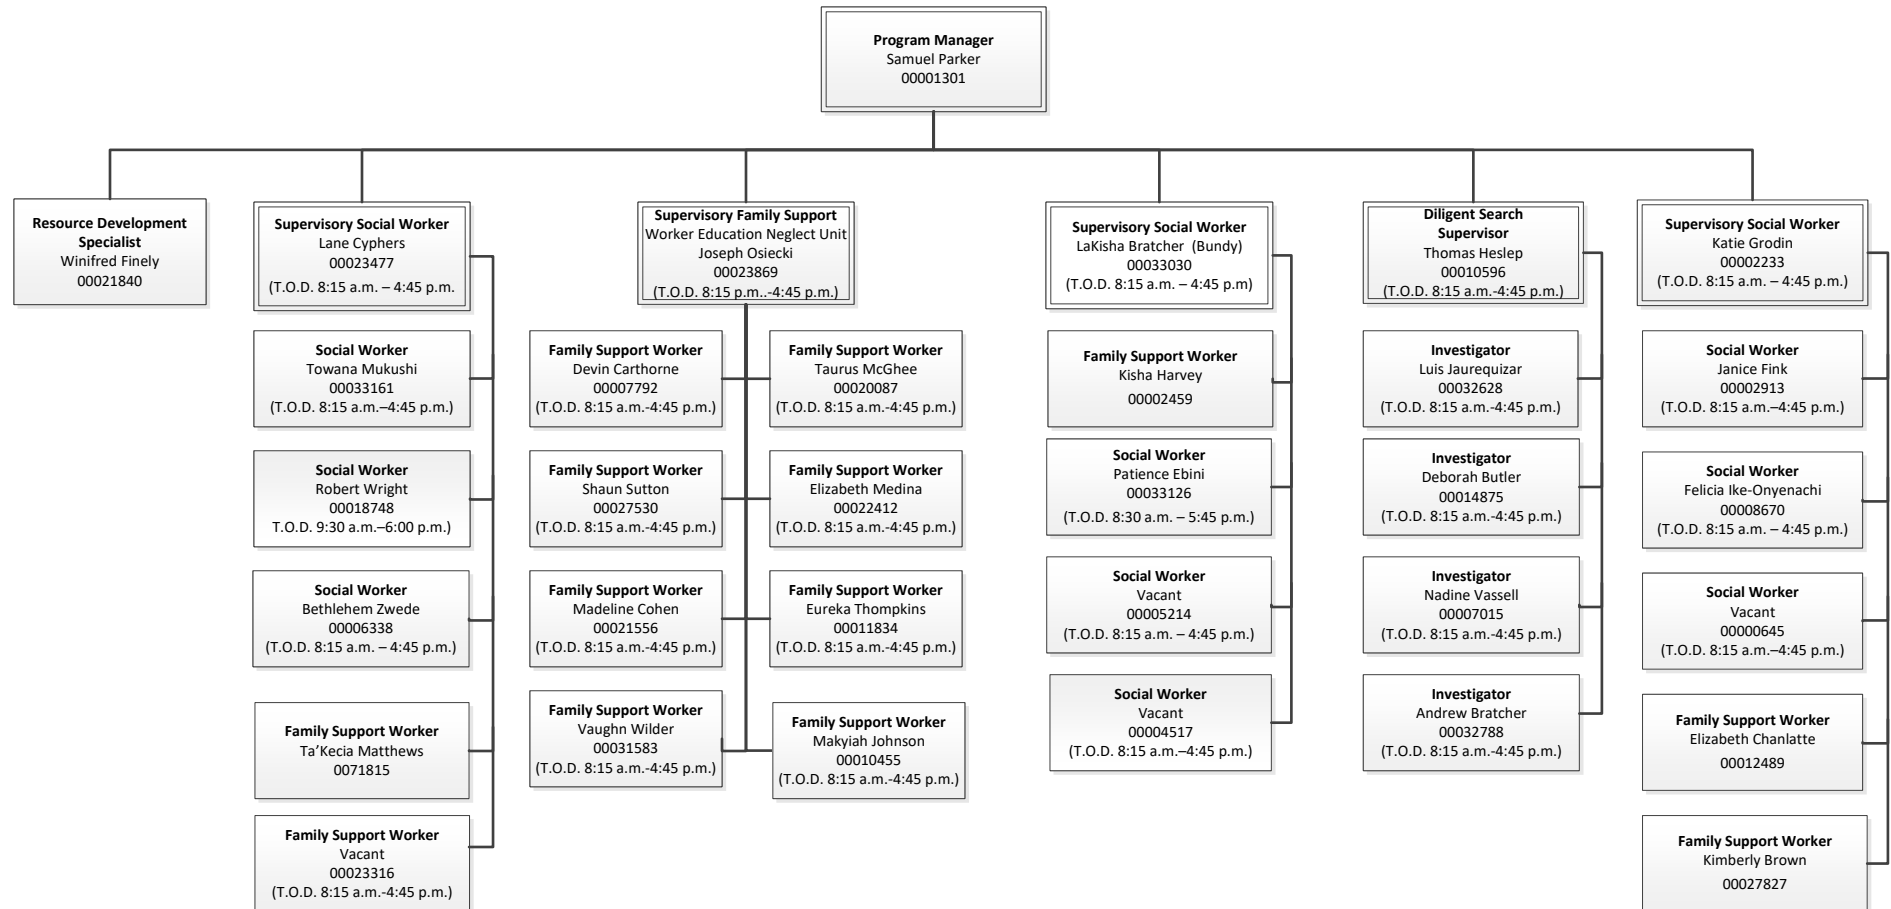 Program Manager
Samuel Parker
00001301
Resource Development
Specialist
Winifred Finely
00021840
Supervisory Social Worker
Lane Cyphers
00023477
(T.O.D. 8:15 a.m. – 4:45 p.m.
Social Worker
Towana Mukushi
00033161
(T.O.D. 8:15 a.m.–4:45 p.m.)
Social Worker
Robert Wright
00018748
T.O.D. 9:30 a.m.–6:00 p.m.)
Social Worker
Bethlehem Zwede
00006338
(T.O.D. 8:15 a.m. – 4:45 p.m.)
Family Support Worker
Ta’Kecia Matthews
0071815
Family Support Worker
Vacant
00023316
(T.O.D. 8:15 a.m.-4:45 p.m.)
Supervisory Family Support
Worker Education Neglect Unit
Joseph Osiecki
00023869
(T.O.D. 8:15 p.m..-4:45 p.m.)
Family Support Worker
Devin Carthorne
00007792
(T.O.D. 8:15 a.m.-4:45 p.m.)
Family Support Worker
Taurus McGhee
00020087
(T.O.D. 8:15 a.m.-4:45 p.m.)
Family Support Worker
Shaun Sutton
00027530
(T.O.D. 8:15 a.m.-4:45 p.m.)
Family Support Worker
Elizabeth Medina
00022412
(T.O.D. 8:15 a.m.-4:45 p.m.)
Family Support Worker
Madeline Cohen
00021556
(T.O.D. 8:15 a.m.-4:45 p.m.)
Family Support Worker
Eureka Thompkins
00011834
(T.O.D. 8:15 a.m.-4:45 p.m.)
Family Support Worker
Vaughn Wilder
00031583
(T.O.D. 8:15 a.m.-4:45 p.m.)
Family Support Worker
Makyiah Johnson
00010455
(T.O.D. 8:15 a.m.-4:45 p.m.)
Supervisory Social Worker
LaKisha Bratcher (Bundy)
00033030
(T.O.D. 8:15 a.m. – 4:45 p.m)
Family Support Worker
Kisha Harvey
00002459
Social Worker
Patience Ebini
00033126
(T.O.D. 8:30 a.m. – 5:45 p.m.)
Social Worker
Vacant
00005214
(T.O.D. 8:15 a.m. – 4:45 p.m.)
Social Worker
Vacant
00004517
(T.O.D. 8:15 a.m.–4:45 p.m.)
Diligent Search
Supervisor
Thomas Heslep
00010596
(T.O.D. 8:15 a.m.-4:45 p.m.)
Investigator
Luis Jaurequizar
00032628
(T.O.D. 8:15 a.m.-4:45 p.m.)
Investigator
Deborah Butler
00014875
(T.O.D. 8:15 a.m.-4:45 p.m.)
Investigator
Nadine Vassell
00007015
(T.O.D. 8:15 a.m.-4:45 p.m.)
Investigator
Andrew Bratcher
00032788
(T.O.D. 8:15 a.m.-4:45 p.m.)
Supervisory Social Worker
Katie Grodin
00002233
(T.O.D. 8:15 a.m. – 4:45 p.m.)
Social Worker
Janice Fink
00002913
(T.O.D. 8:15 a.m.–4:45 p.m.)
Social Worker
Felicia Ike-Onyenachi
00008670
(T.O.D. 8:15 a.m. – 4:45 p.m.)
Social Worker
Vacant
00000645
(T.O.D. 8:15 a.m.–4:45 p.m.)
Family Support Worker
Elizabeth Chanlatte
00012489
Family Support Worker
Kimberly Brown
00027827